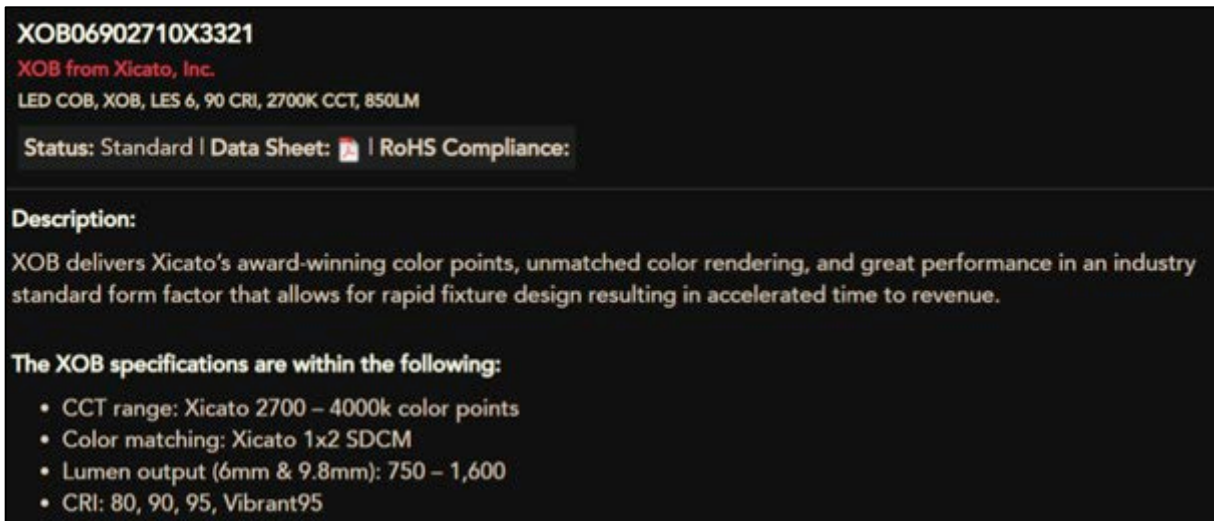 XOB06902710X3321
XOB from Xicato, Inc.
LED COB, XOB, LES 6, 90 CRI, 2700K CCT, 850LM
Status: Standard | Data Sheet: | RoHS Compliance:
Description:
XOB delivers Xicato's award-winning color points, unmatched color rendering, and great performance in an industry
standard form factor that allows for rapid fixture design resulting in accelerated time to revenue.
The XOB specifications are within the following:
• CCT range: Xicato 2700 – 4000k color points
• Color matching: Xicato 1x2 SDCM
• Lumen output (6mm & 9.8mm): 750 – 1,600
• CRI: 80, 90, 95, Vibrant95